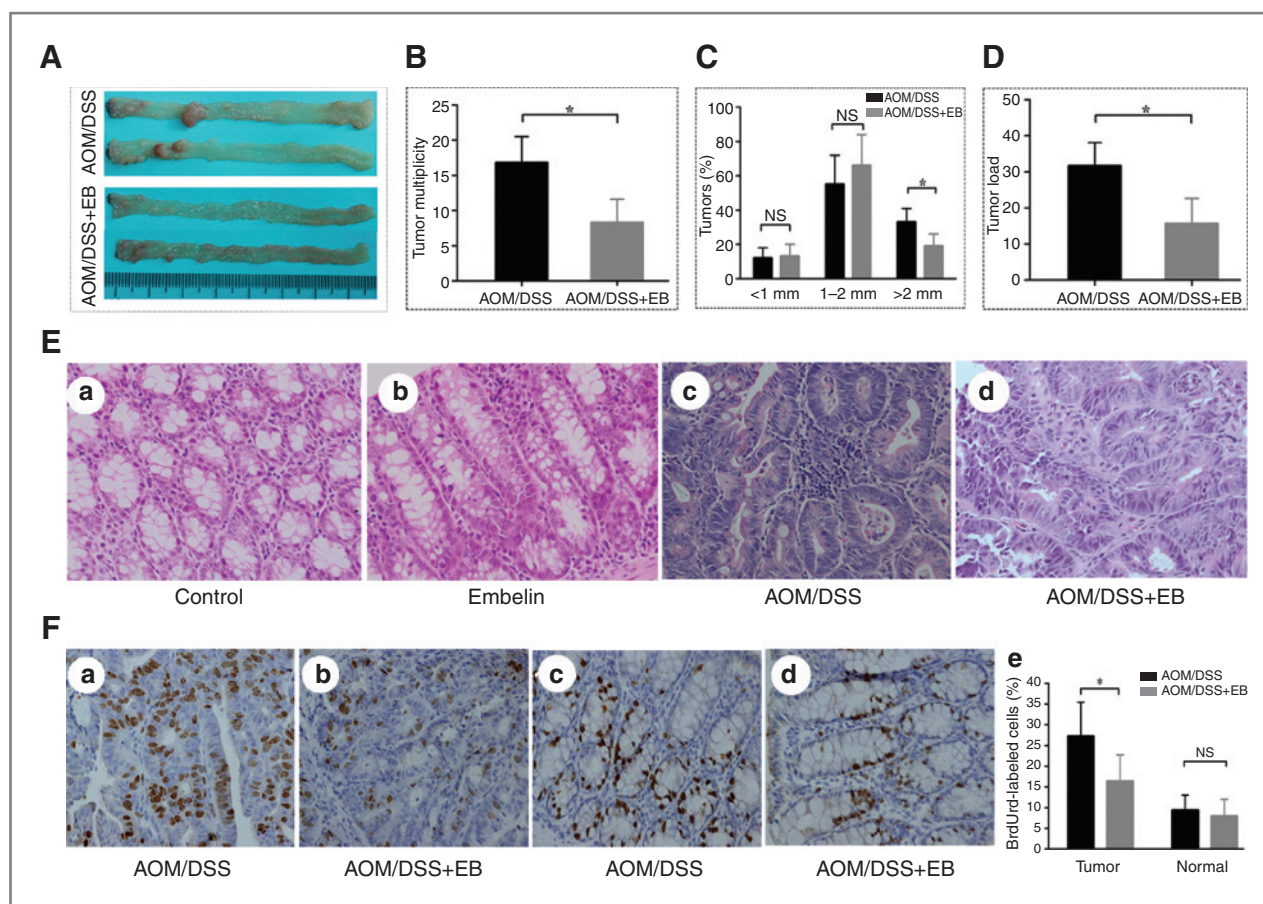 A
AOM/DSS
AOM/DSS+EB
B
Tumor multiplicity
25
20
15
10
5
0
*
AOM/DSS AOM/DSS+EB
C
Tumors (%)
100
80
60
40
20
0
AOM/DSS
AOM/DSS+EB
NS
NS
*
<1 mm 1–2 mm >2 mm
D
Tumor load
50
40
30
20
10
0
*
AOM/DSS AOM/DSS+EB
E
a
b
c
d
Control
Embelin
AOM/DSS
AOM/DSS+EB
F
a
b
c
d
AOM/DSS
AOM/DSS+EB
AOM/DSS
AOM/DSS+EB
e
BrdUrd-labeled cells (%)
40
35
30
25
20
15
10
5
0
AOM/DSS
AOM/DSS+EB
*
NS
Tumor Normal